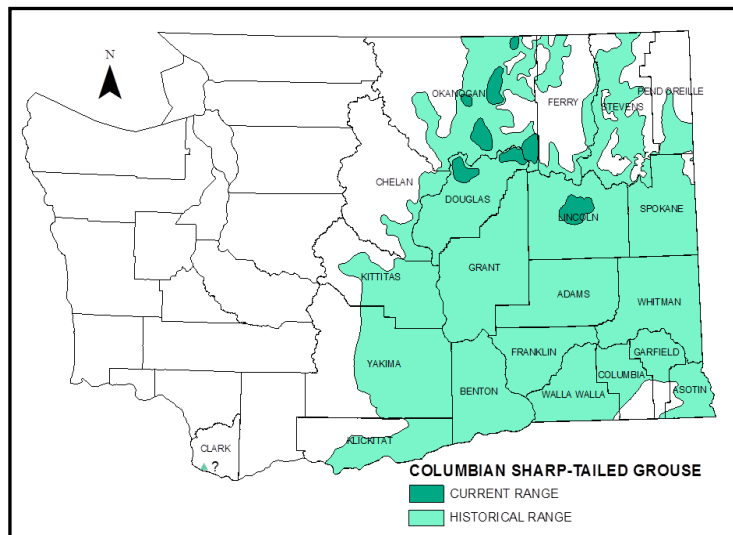 N
OKANOGAN
PEND OREILLE
FERRY
STEVENS
CHELAN
DOUGLAS
LINCOLN
SPOKANE
GRANT
KITTITAS
ADAMS
WHITMAN
YAKIMA
FRANKLIN
GARFIELD
COLUMBIA
BENTON
WALLA WALLA
ASOTIN
KLICKITAT
CLARK
?
COLUMBIAN SHARP-TAILED GROUSE
CURRENT RANGE
HISTORICAL RANGE